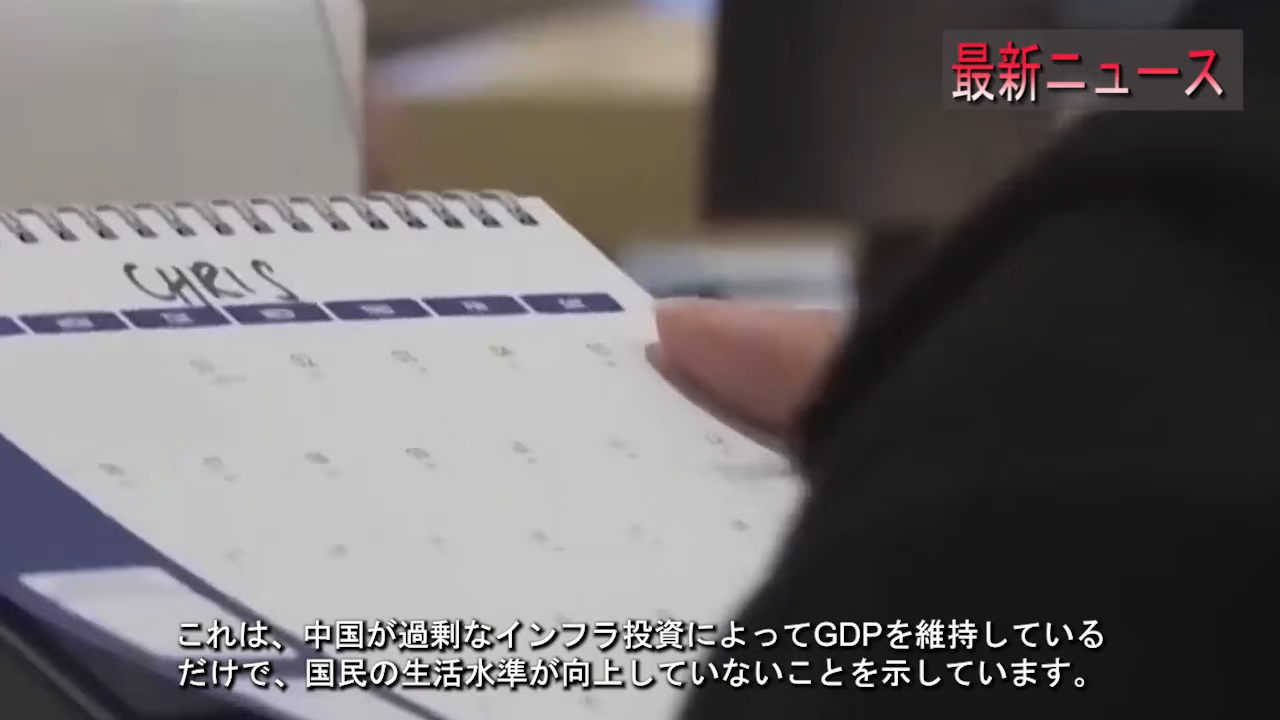 最新ニュース
CHRIS
これは、中国が過剰なインフラ投資によってGDPを維持している
だけで、国民の生活水準が向上していないことを示しています。